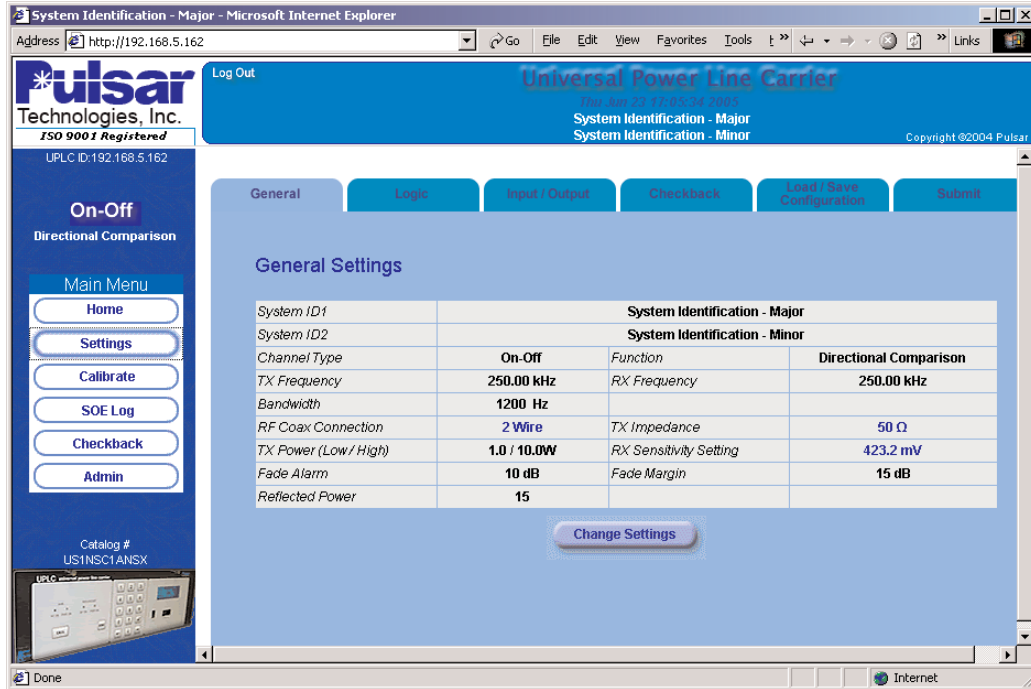 System Identification - Major - Microsoft Internet Explorer
Address http://192.168.5.162 Go File Edit View Favorites Tools » Links
Pulsar
Technologies, Inc.
ISO 9001 Registered
Log Out
Universal Power Line Carrier
Thu Jun 23 17:05:34 2005
System Identification - Major
System Identification - Minor
Copyright ©2004 Pulsar
UPLC ID:192.168.5.162
On-Off
Directional Comparison
Main Menu
Home
Settings
Calibrate
SOE Log
Checkback
Admin
Catalog #
US1NSC1ANSX
UPLC universal power line carrier
General Logic Input / Output Checkback Load / Save Configuration Submit
General Settings
System ID1 System Identification - Major
System ID2 System Identification - Minor
Channel Type On-Off Function Directional Comparison
TX Frequency 250.00 kHz RX Frequency 250.00 kHz
Bandwidth 1200 Hz
RF Coax Connection 2 Wire TX Impedance 50 Ω
TX Power (Low / High) 1.0 / 10.0W RX Sensitivity Setting 423.2 mV
Fade Alarm 10 dB Fade Margin 15 dB
Reflected Power 15
Change Settings
Done Internet